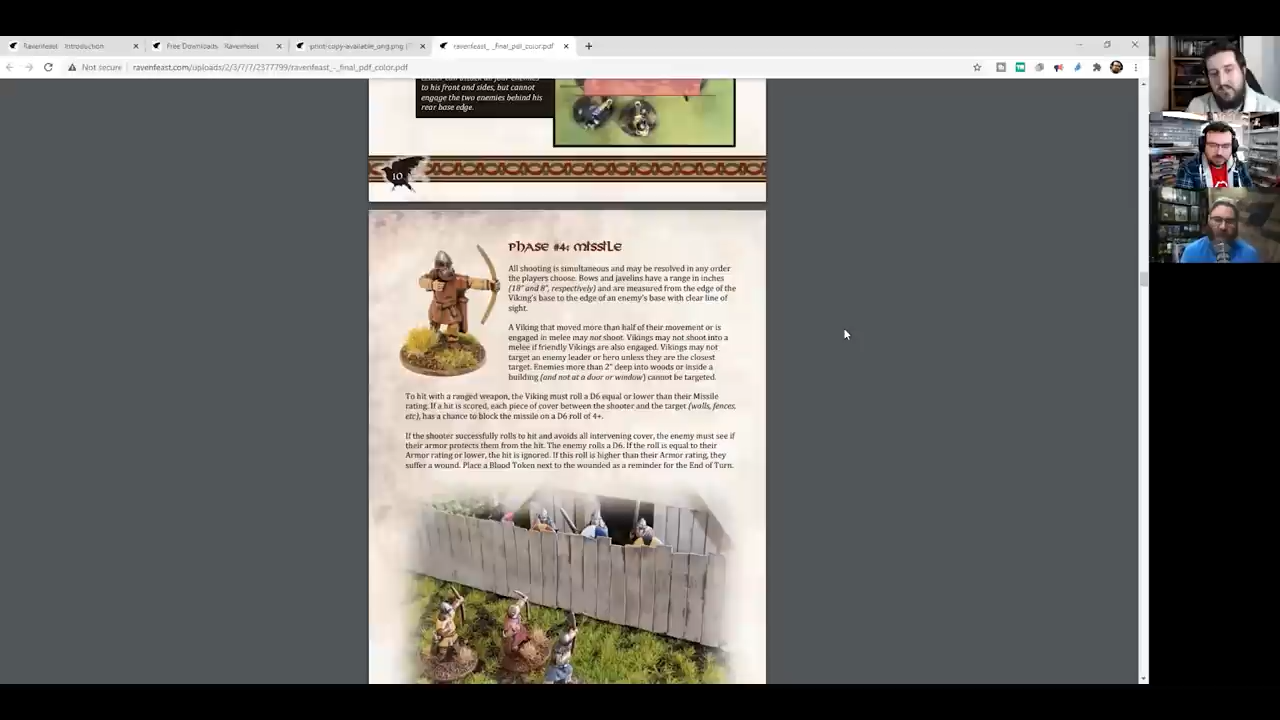 Ravenfeast - Introduction
Free Downloads - Ravenfeast
print-copy-available_orig.png
ravenfeast_-_final_pdf_color.pdf
Not secure
ravenfeast.com/uploads/2/3/7/7/2377799/ravenfeast_-_final_pdf_color.pdf
to his front and sides, but cannot
engage the two enemies behind his
rear base edge.
10
Phase #4: Missile
All shooting is simultaneous and may be resolved in any order
the players choose. Bows and javelins have a range in inches
(18" and 8", respectively) and are measured from the edge of the
Viking's base to the edge of an enemy's base with clear line of
sight.
A Viking that moved more than half of their movement or is
engaged in melee may not shoot. Vikings may not shoot into a
melee if friendly Vikings are also engaged. Vikings may not
target an enemy leader or hero unless they are the closest
target. Enemies more than 2" deep into woods or inside a
building (and not at a door or window) cannot be targeted.
To hit with a ranged weapon, the Viking must roll a D6 equal or lower than their Missile
rating. If a hit is scored, each piece of cover between the shooter and the target (walls, fences,
etc), has a chance to block the missile on a D6 roll of 4+.
If the shooter successfully rolls to hit and avoids all intervening cover, the enemy must see if
their armor protects them from the hit. The enemy rolls a D6. If the roll is equal to their
Armor rating or lower, the hit is ignored. If this roll is higher than their Armor rating, they
suffer a wound. Place a Blood Token next to the wounded as a reminder for the End of Turn.